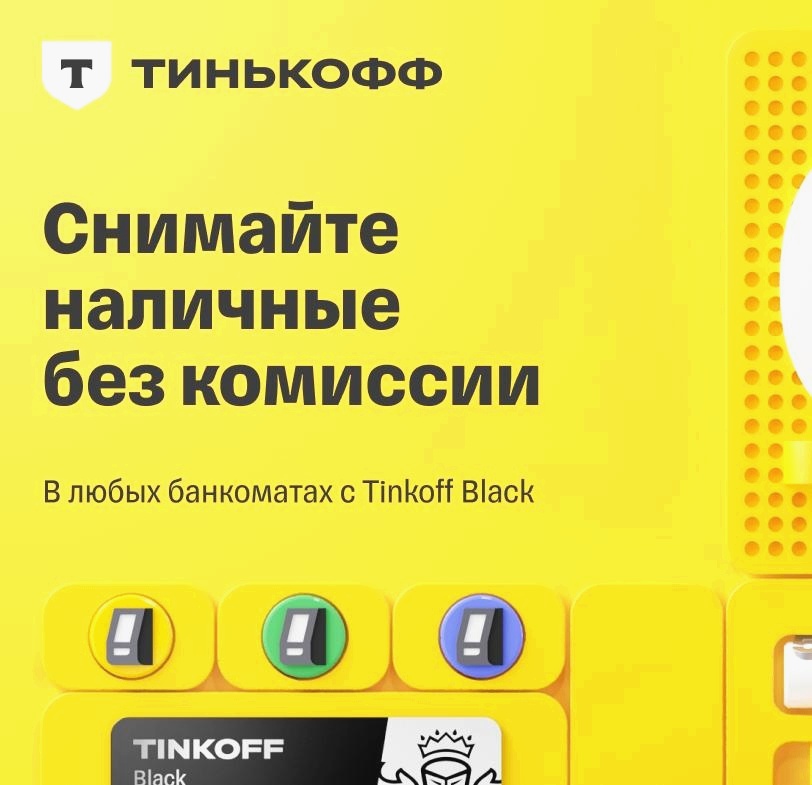 Т ТИНЬКОФФ
Снимайте
наличные
без комиссии
В любых банкоматах с Tinkoff Black
TINKOFF
Black